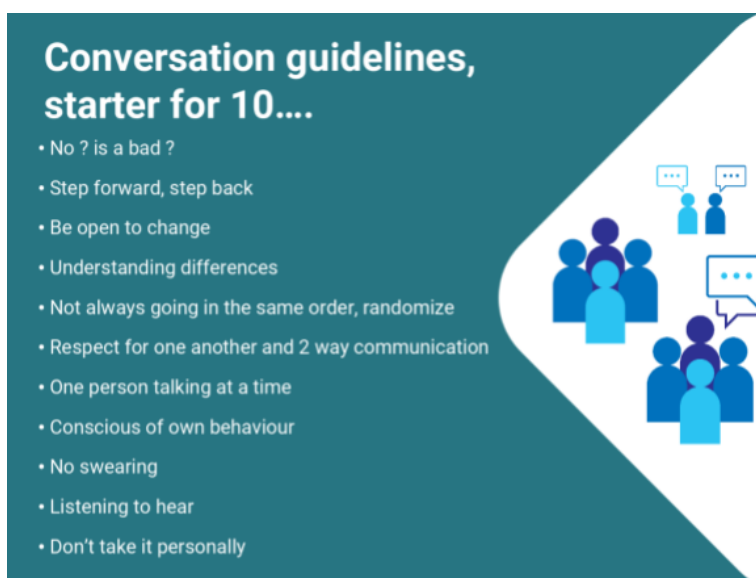 Conversation guidelines,
starter for 10....
• No ? is a bad ?
• Step forward, step back
• Be open to change
• Understanding differences
• Not always going in the same order, randomize
• Respect for one another and 2 way communication
• One person talking at a time
• Conscious of own behaviour
• No swearing
• Listening to hear
• Don't take it personally